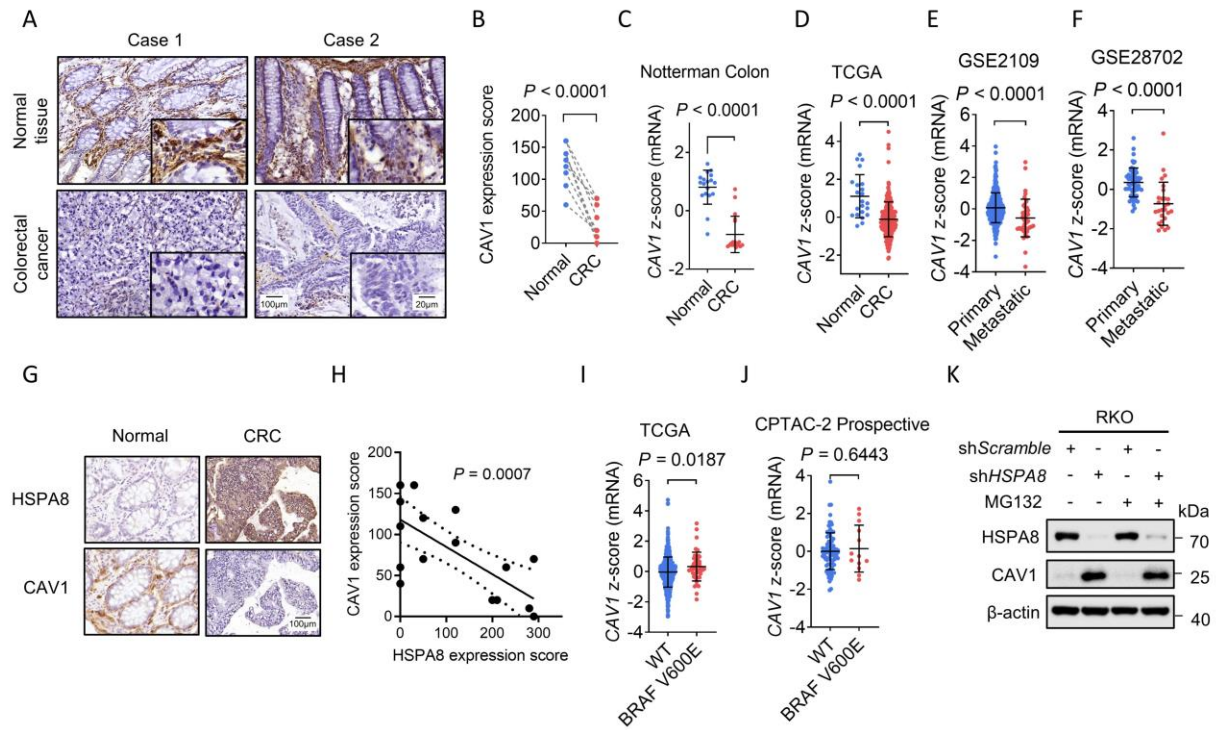 A
Case 1
Case 2
Normal
tissue
Colorectal
cancer
100μm
20μm
B
P < 0.0001
CAV1 expression score
200
150
100
50
0
Normal
CRC
C
Notterman Colon
P < 0.0001
CAV1 z-score (mRNA)
2
0
-2
Normal
CRC
D
TCGA
P < 0.0001
CAV1 z-score (mRNA)
6
4
2
0
-2
-4
Normal
CRC
E
GSE2109
P < 0.0001
CAV1 z-score (mRNA)
6
4
2
0
-2
-4
Primary
Metastatic
F
GSE28702
P < 0.0001
CAV1 z-score (mRNA)
4
2
0
-2
-4
Primary
Metastatic
G
Normal
CRC
HSPA8
CAV1
100μm
H
P = 0.0007
CAV1 expression score
200
150
100
50
0
0 100 200 300
HSPA8 expression score
I
TCGA
P = 0.0187
CAV1 z-score (mRNA)
6
4
2
0
-2
-4
WT
BRAF V600E
J
CPTAC-2 Prospective
P = 0.6443
CAV1 z-score (mRNA)
4
2
0
-2
-4
WT
BRAF V600E
K
RKO
shScramble + - + -
shHSPA8 - + - +
MG132 - - + +
kDa
HSPA8 70
CAV1 25
β-actin 40